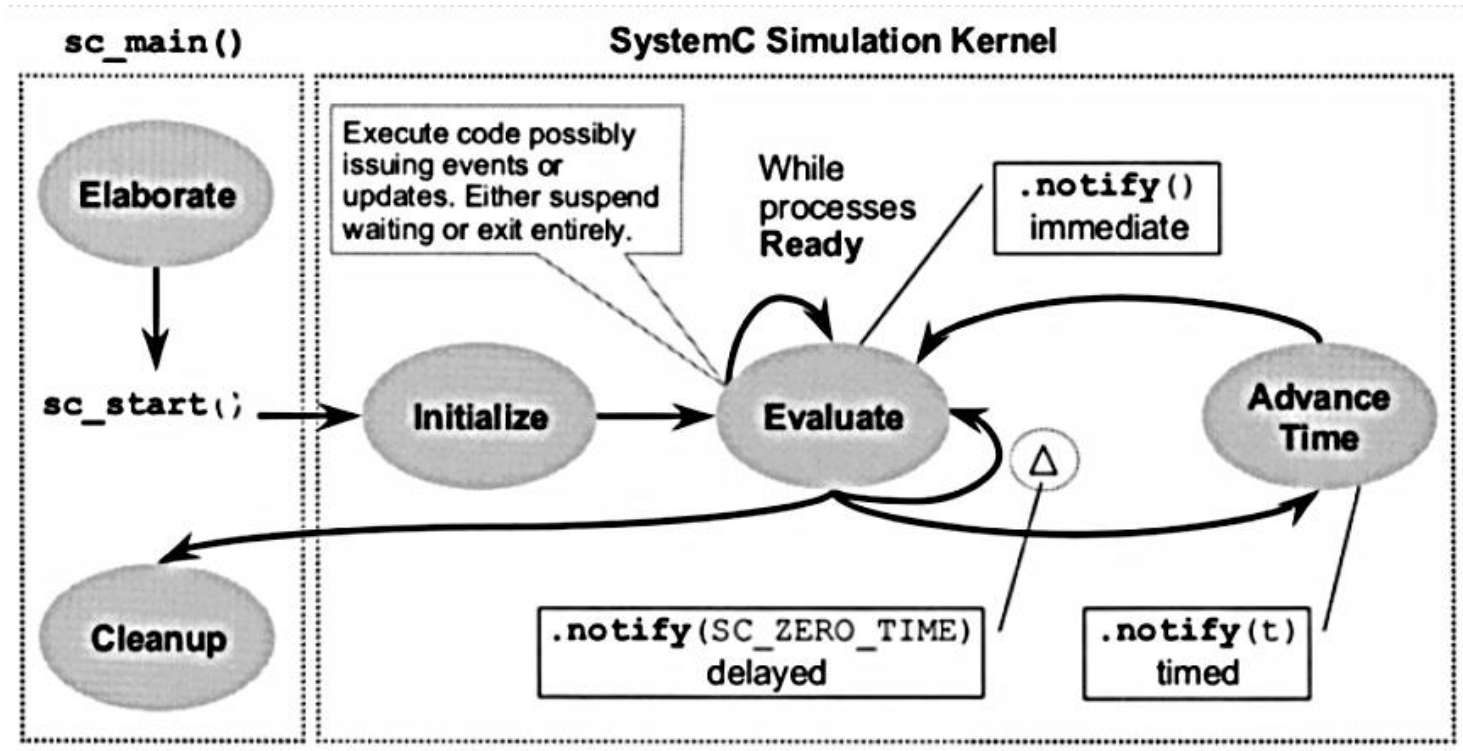 sc_main()
SystemC Simulation Kernel
Elaborate
sc_start()
Cleanup
Execute code possibly
issuing events or
updates. Either suspend
waiting or exit entirely.
While
processes
Ready
.notify()
immediate
Initialize
Evaluate
Advance
Time
Δ
.notify(SC_ZERO_TIME)
delayed
.notify(t)
timed